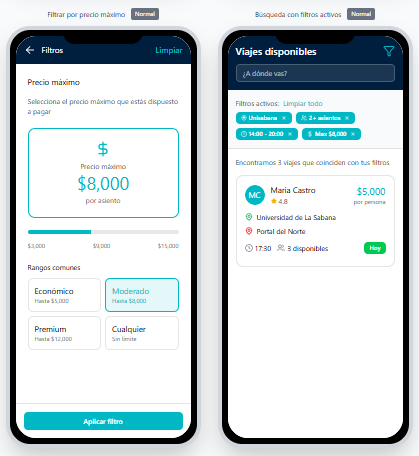 Filtrar por precio máximo Normal
Filtros Limpiar
Precio máximo
Selecciona el precio máximo que estás dispuesto
a pagar
$
Precio máximo
$8,000
por asiento
$3,000 $9,000 $15,000
Rangos comunes
Económico
Hasta $5,000
Moderado
Hasta $8,000
Premium
Hasta $12,000
Cualquier
Sin límite
Aplicar filtro
Búsqueda con filtros activos Normal
Viajes disponibles
¿A dónde vas?
Filtros activos: Limpiar todo
Unisabana ×
2+ asientos ×
14:00 - 20:00 ×
$ Max $8,000 ×
Encontramos 3 viajes que coinciden con tus filtros
MC
Maria Castro
$5,000
4.8
por persona
Universidad de La Sabana
Portal del Norte
17:30 3 disponibles Hoy